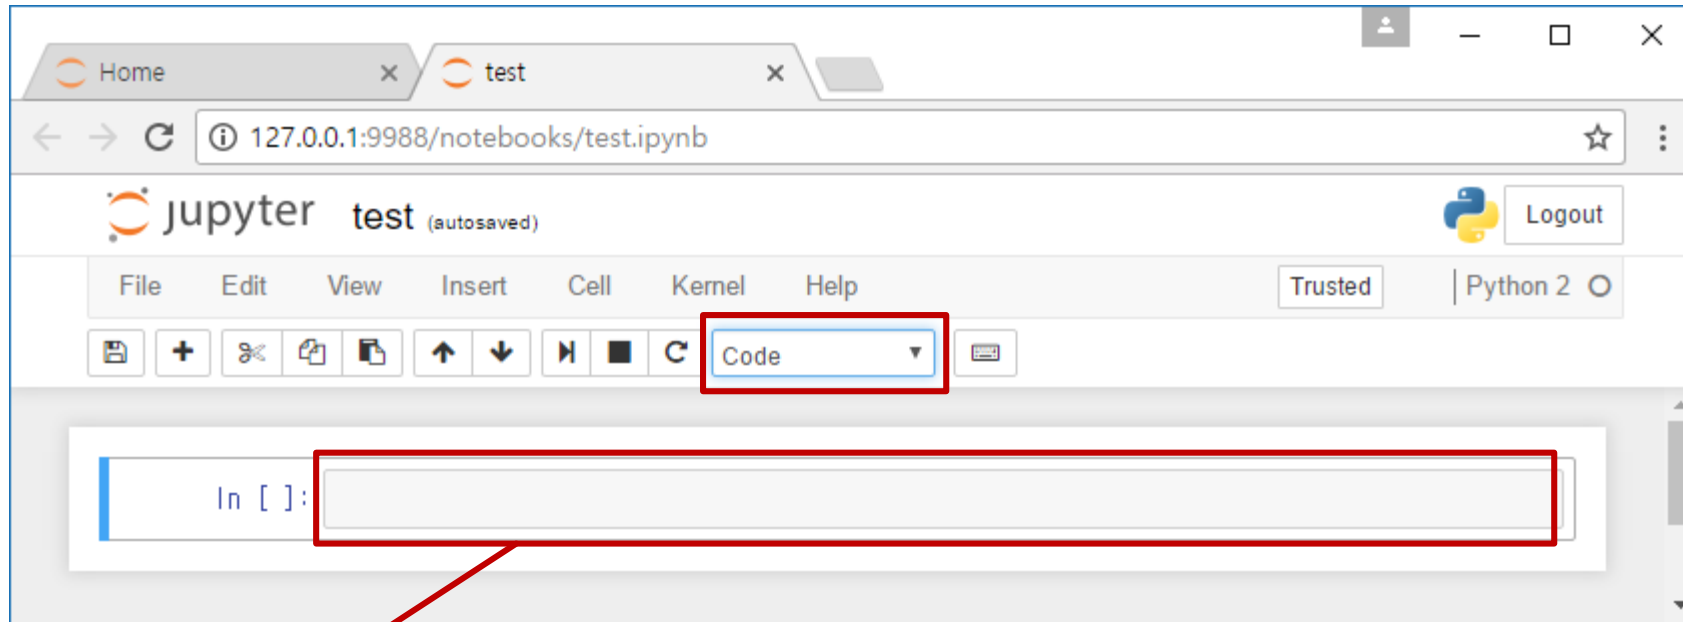 Home
test
127.0.0.1:9988/notebooks/test.ipynb
jupyter test (autosaved)
Logout
File Edit View Insert Cell Kernel Help
Trusted
Python 2
Code
In [ ]: